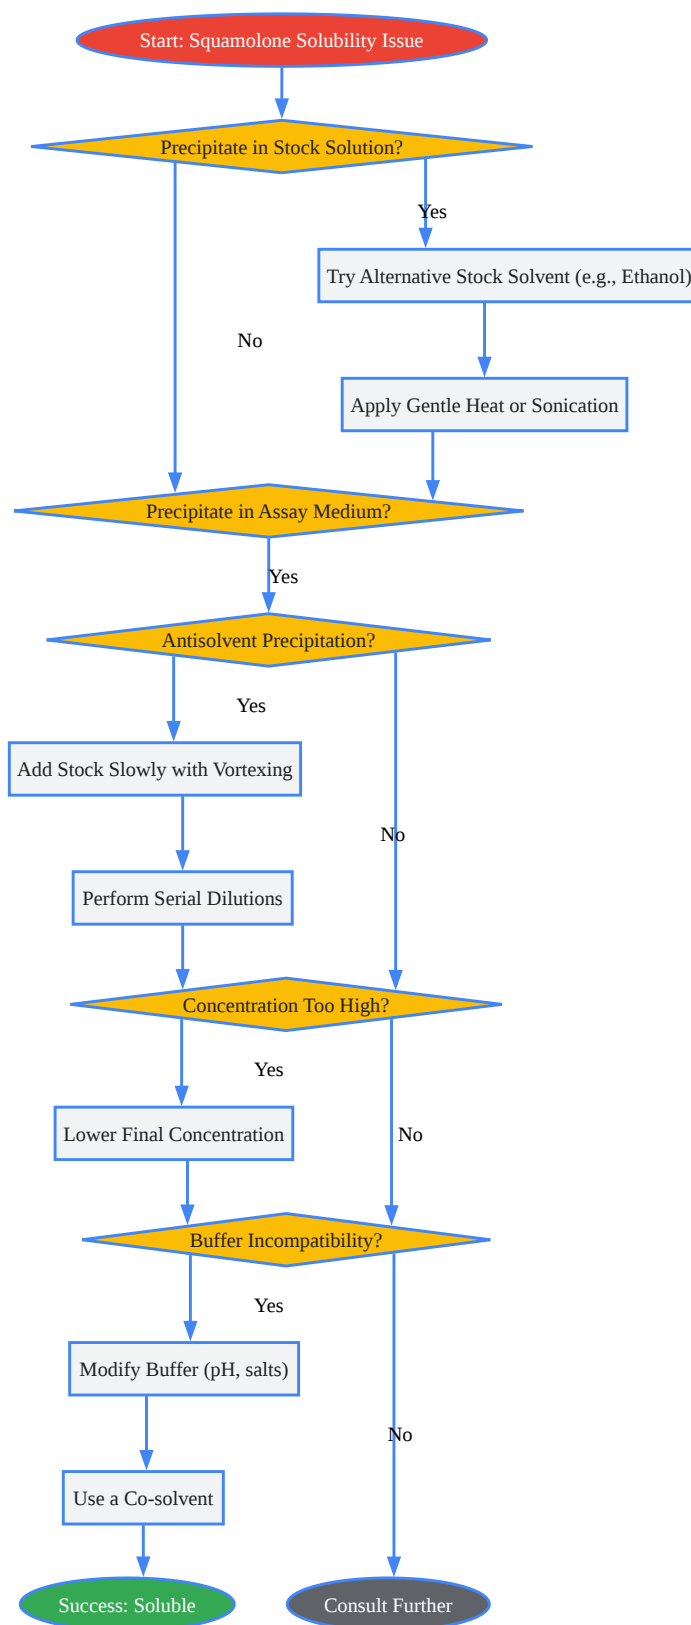 Start: Squamolone Solubility Issue
Precipitate in Stock Solution?
Yes
Try Alternative Stock Solvent (e.g., Ethanol)
No
Apply Gentle Heat or Sonication
Precipitate in Assay Medium?
Yes
Antisolvent Precipitation?
Yes
Add Stock Slowly with Vortexing
No
Perform Serial Dilutions
Concentration Too High?
Yes
Lower Final Concentration
No
Buffer Incompatibility?
Yes
Modify Buffer (pH, salts)
No
Use a Co-solvent
Success: Soluble
Consult Further